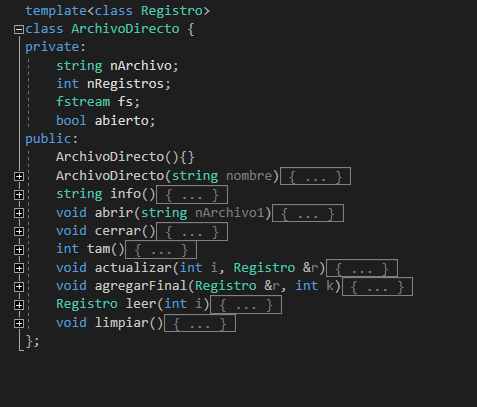 template<class Registro>
class ArchivoDirecto {
private:
    string nArchivo;
    int nRegistros;
    fstream fs;
    bool abierto;
public:
    ArchivoDirecto(){}
    ArchivoDirecto(string nombre){ ... }
    string info(){ ... }
    void abrir(string nArchivo1){ ... }
    void cerrar(){ ... }
    int tam(){ ... }
    void actualizar(int i, Registro &r){ ... }
    void agregarFinal(Registro &r, int k){ ... }
    Registro leer(int i){ ... }
    void limpiar(){ ... }
};